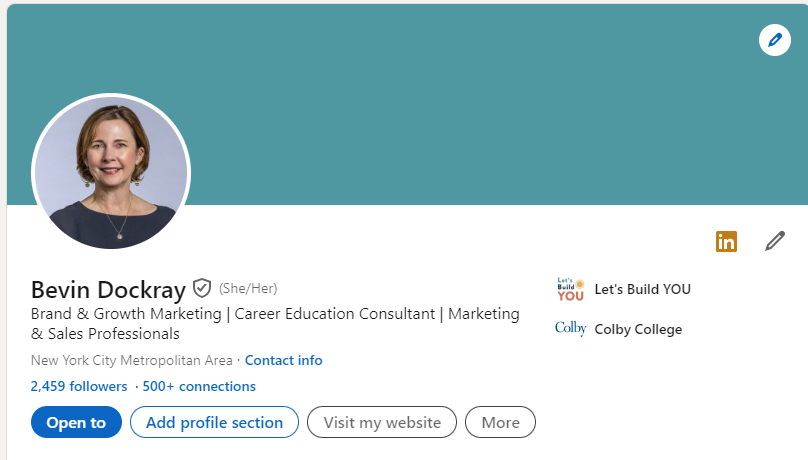 in
Bevin Dockray (She/Her)
Brand & Growth Marketing | Career Education Consultant | Marketing
& Sales Professionals
New York City Metropolitan Area · Contact info
2,459 followers · 500+ connections
Open to
Add profile section
Visit my website
More
Let's
Build
YOU
Let's Build YOU
Colby
Colby College